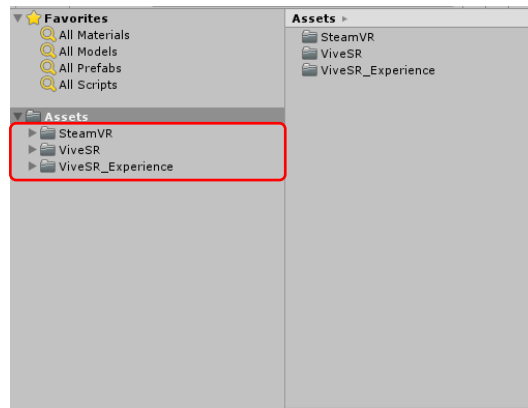 Favorites
All Materials
All Models
All Prefabs
All Scripts
Assets
SteamVR
ViveSR
ViveSR_Experience
Assets
SteamVR
ViveSR
ViveSR_Experience